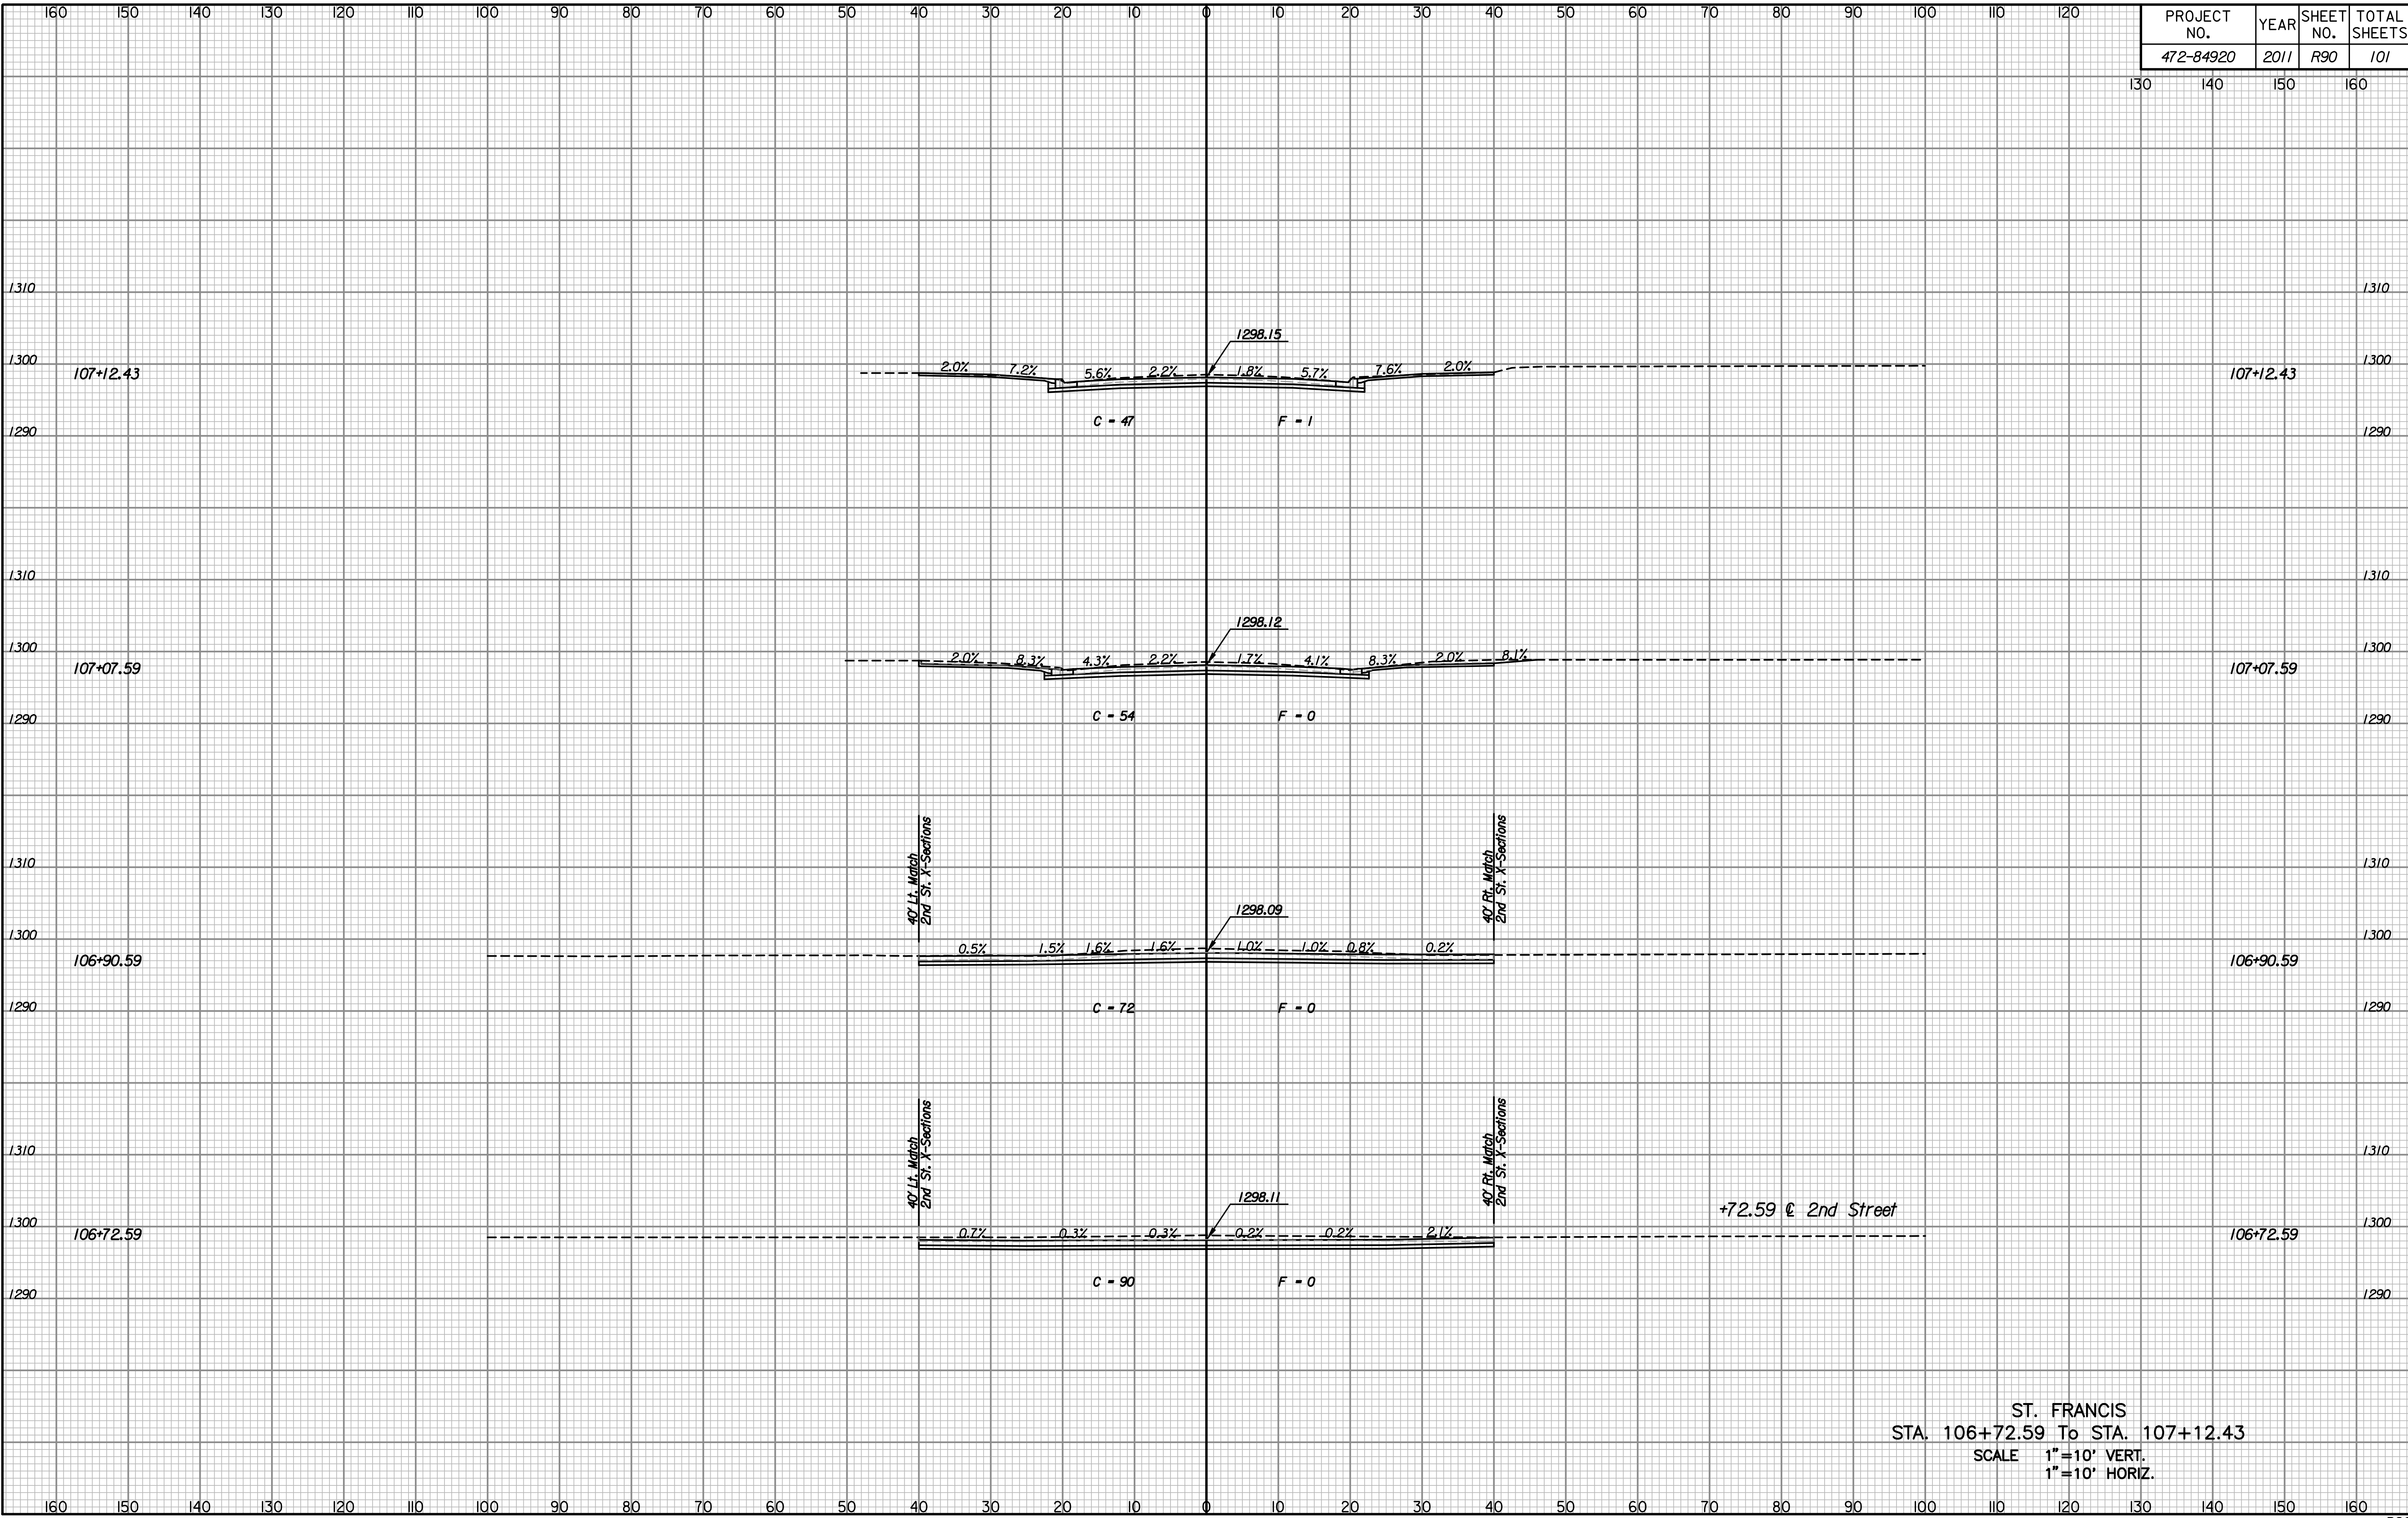 160 150 140 130 120 110 100 90 80 70 60 50 40 30 20 10 0 10 20 30 40 50 60 70 80 90 100 110 120
PROJECT NO. YEAR SHEET NO. TOTAL SHEETS
472-84920 2011 R90 101
130 140 150 160
1310 1310
1298.15
1300 1300
107+12.43 2.0% 7.2% 5.6% 2.2% 1.8% 5.7% 7.6% 2.0% 107+12.43
C = 47 F = 1
1290 1290
1310 1310
1298.12
1300 1300
107+07.59 2.0% 8.3% 4.3% 2.2% 1.7% 4.1% 8.3% 2.0% 8.1% 107+07.59
C = 54 F = 0
1290 1290
40' Lt. Match
2nd St. X-Sections
40' Rt. Match
2nd St. X-Sections
1310 1310
1298.09
1300 1300
106+90.59 0.5% 1.5% 1.6% 1.6% 1.0% 1.0% 0.8% 0.2% 106+90.59
C = 72 F = 0
1290 1290
40' Lt. Match
2nd St. X-Sections
40' Rt. Match
2nd St. X-Sections
1310 1310
1298.11
+72.59 ℄ 2nd Street
1300 1300
106+72.59 0.7% 0.3% 0.3% 0.2% 0.2% 2.1% 106+72.59
C = 90 F = 0
1290 1290
ST. FRANCIS
STA. 106+72.59 To STA. 107+12.43
SCALE 1"=10' VERT.
1"=10' HORIZ.
160 150 140 130 120 110 100 90 80 70 60 50 40 30 20 10 0 10 20 30 40 50 60 70 80 90 100 110 120 130 140 150 160